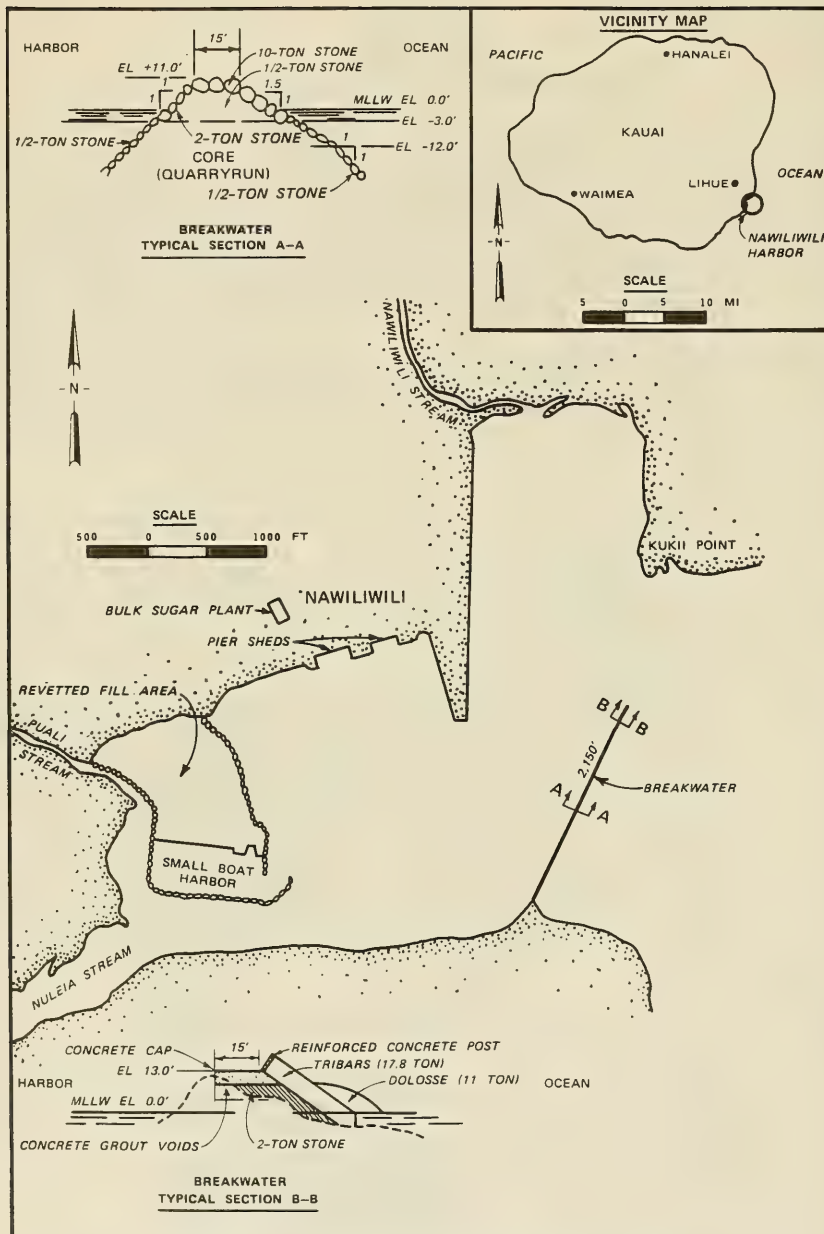 HARBOR
15'
10-TON STONE
OCEAN
EL +11.0'
1/2-TON STONE
1
1
1.5
1
MLLW EL 0.0'
EL -3.0'
1/2-TON STONE
2-TON STONE
1
1
EL -12.0'
CORE
(QUARRYRUN)
1/2-TON STONE
BREAKWATER
TYPICAL SECTION A-A
VICINITY MAP
PACIFIC
HANALEI
KAUAI
LIHUE
OCEAN
WAIMEA
-N-
NAWILIWILI
HARBOR
SCALE
5 0 5 10 MI
-N-
NAWILIWILI STREAM
SCALE
500 0 500 1000 FT
KUKII POINT
NAWILIWILI
BULK SUGAR PLANT
PIER SHEDS
REVETTED FILL AREA
PUALI
STREAM
B B
2,150'
BREAKWATER
A A
SMALL BOAT
HARBOR
NULEIA STREAM
CONCRETE CAP
15'
REINFORCED CONCRETE POST
EL 13.0'
TRIBARS (17.8 TON)
DOLOSSE (11 TON)
HARBOR
OCEAN
MLLW EL 0.0'
CONCRETE GROUT VOIDS
2-TON STONE
BREAKWATER
TYPICAL SECTION B-B